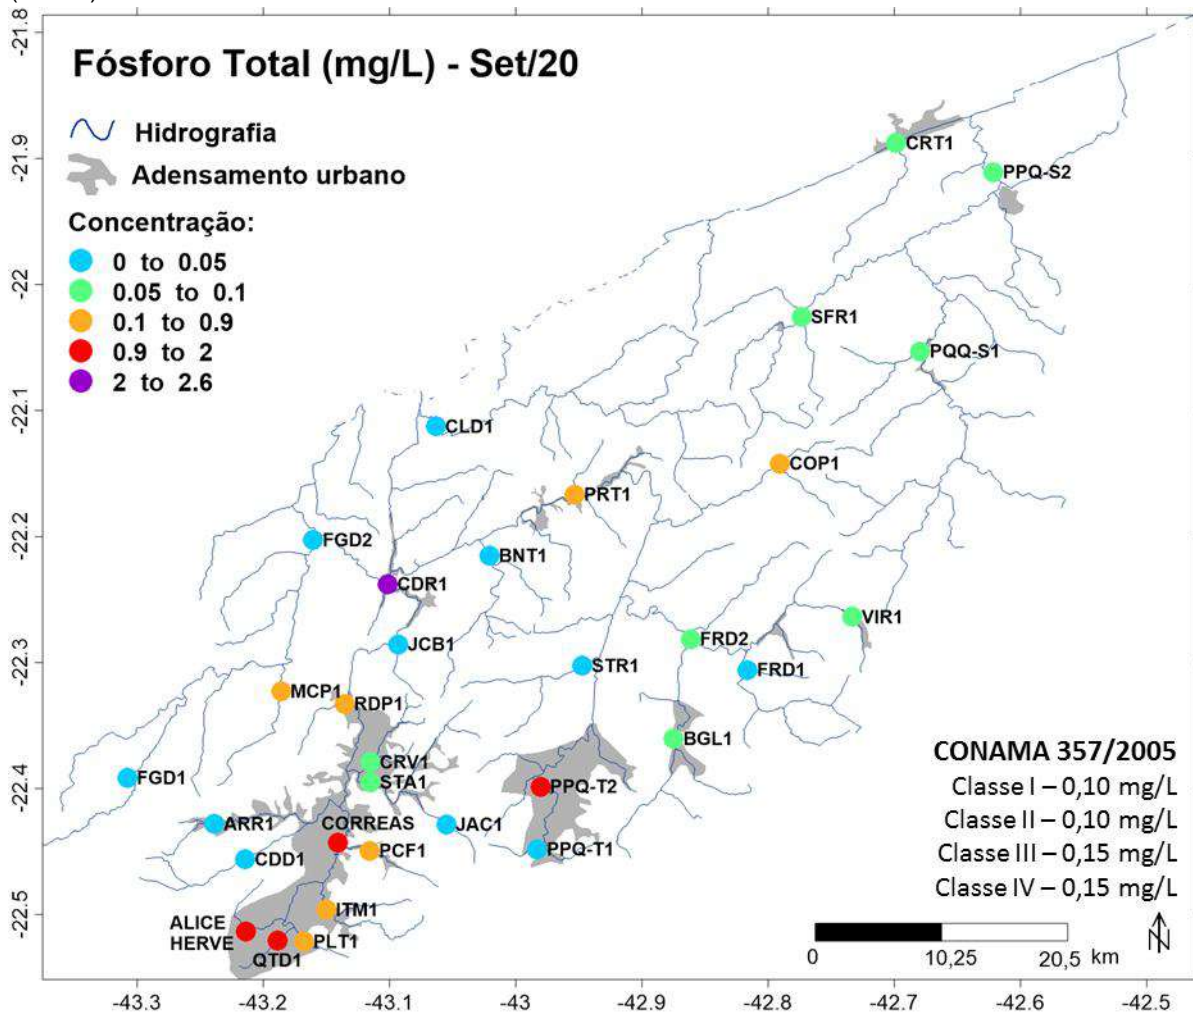 Fósforo Total (mg/L) - Set/20
Hidrografia
Adensamento urbano
Concentração:
0 to 0.05
0.05 to 0.1
0.1 to 0.9
0.9 to 2
2 to 2.6
-21.8
-21.9
-22
-22.1
-22.2
-22.3
-22.4
-22.5
CRT1
PPQ-S2
SFR1
PQQ-S1
CLD1
COP1
PRT1
FGD2
BNT1
CDR1
VIR1
JCB1
FRD2
STR1
FRD1
MCP1
RDP1
BGL1
CRV1
FGD1
STA1
PPQ-T2
ARR1
CORREAS
JAC1
PCF1
PPQ-T1
CDD1
ITM1
ALICE
HERVE
PLT1
QTD1
CONAMA 357/2005
Classe I – 0,10 mg/L
Classe II – 0,10 mg/L
Classe III – 0,15 mg/L
Classe IV – 0,15 mg/L
0 10,25 20,5 km
N
-43.3 -43.2 -43.1 -43 -42.9 -42.8 -42.7 -42.6 -42.5